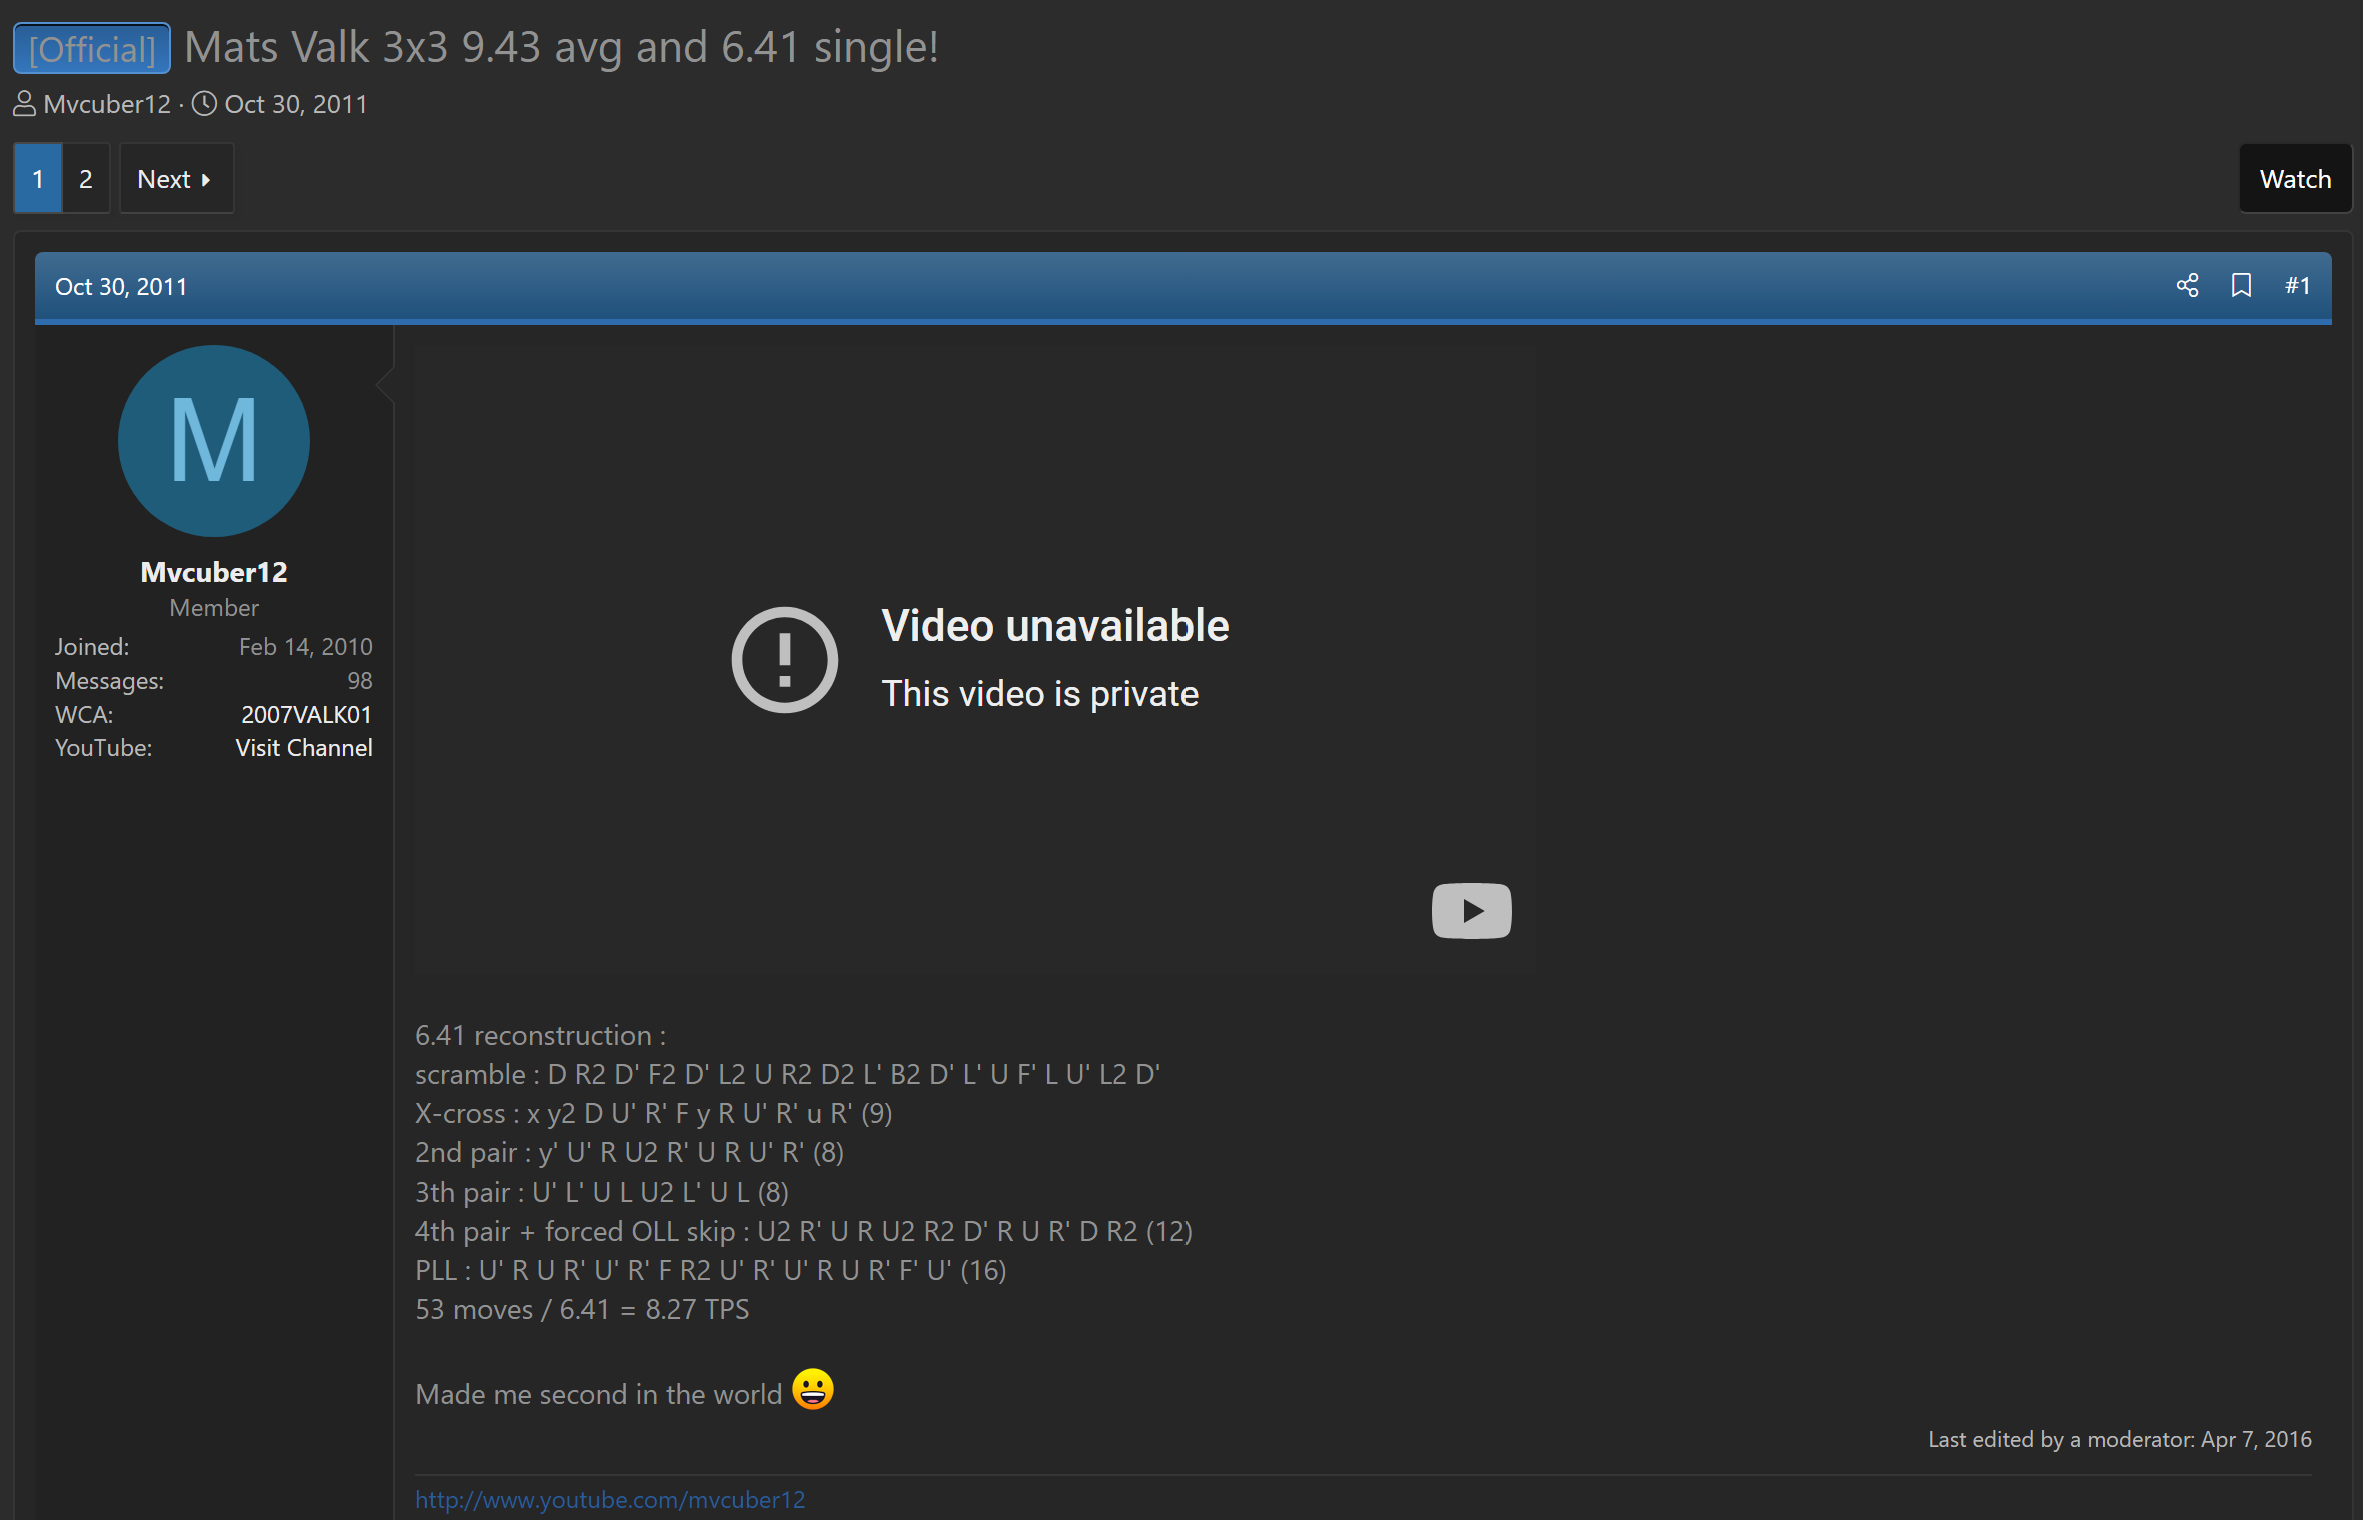 [Official] Mats Valk 3x3 9.43 avg and 6.41 single!
Mvcuber12 · Oct 30, 2011
1 2 Next
Watch
Oct 30, 2011
#1
M
Mvcuber12
Member
Joined: Feb 14, 2010
Messages: 98
WCA: 2007VALK01
YouTube: Visit Channel
Video unavailable
This video is private
6.41 reconstruction :
scramble : D R2 D' F2 D' L2 U R2 D2 L' B2 D' L' U F' L U' L2 D'
X-cross : x y2 D U' R' F y R U' R' u R' (9)
2nd pair : y' U' R U2 R' U R U' R' (8)
3th pair : U' L' U L U2 L' U L (8)
4th pair + forced OLL skip : U2 R' U R U2 R2 D' R U R' D R2 (12)
PLL : U' R U R' U' R' F R2 U' R' U' R U R' F' U' (16)
53 moves / 6.41 = 8.27 TPS
Made me second in the world
Last edited by a moderator: Apr 7, 2016
http://www.youtube.com/mvcuber12